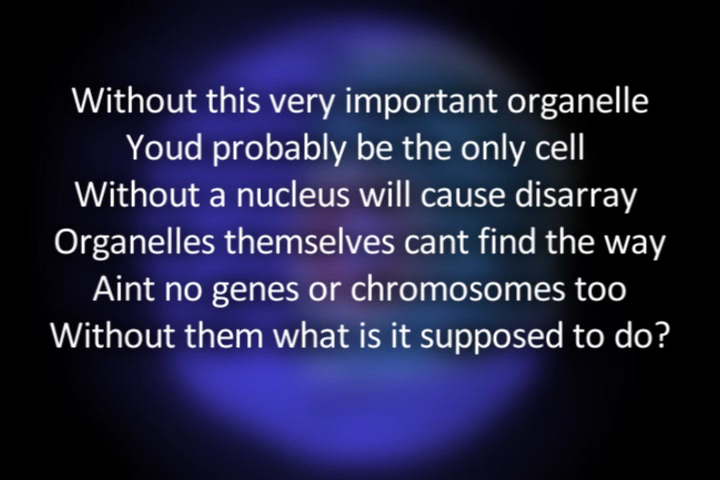 Without this very important organelle
Youd probably be the only cell
Without a nucleus will cause disarray
Organelles themselves cant find the way
Aint no genes or chromosomes too
Without them what is it supposed to do?